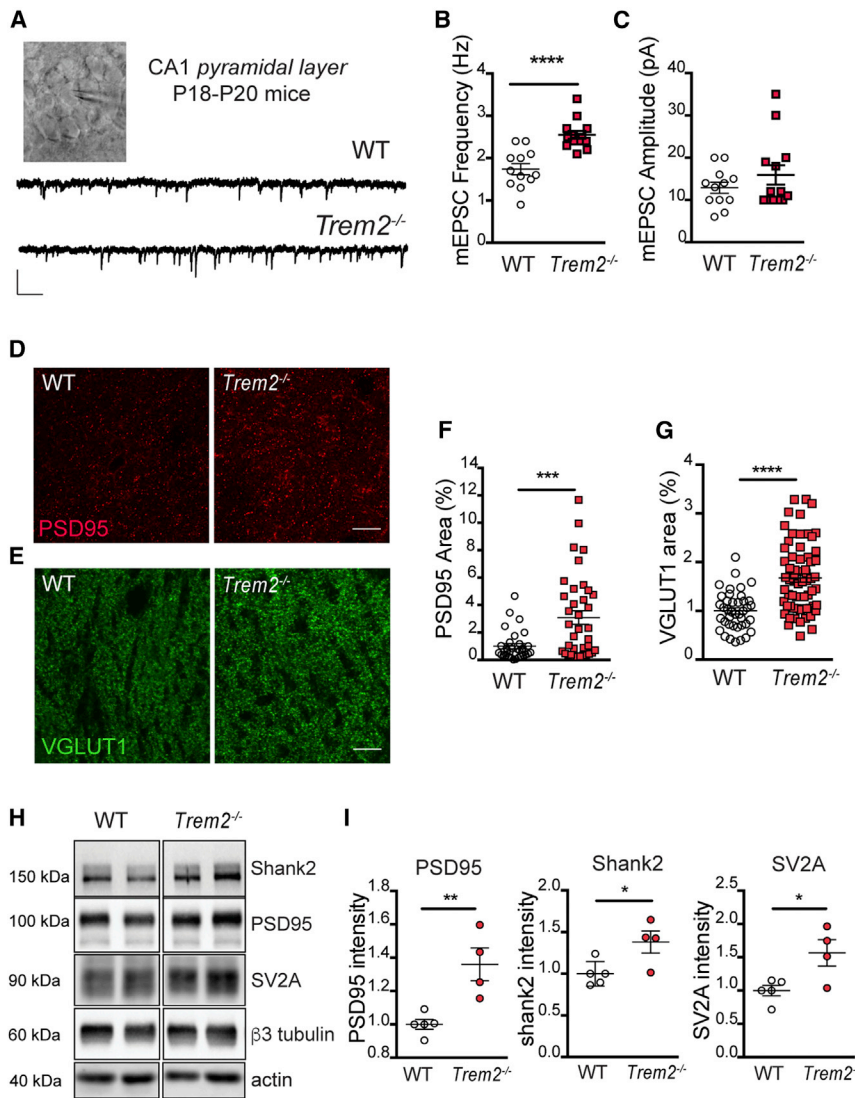 A
CA1 pyramidal layer
P18-P20 mice
WT
Trem2-/-
B
mEPSC Frequency (Hz)
4
3
2
1
0
****
WT Trem2-/-
C
mEPSC Amplitude (pA)
40
30
20
10
0
WT Trem2-/-
D
WT Trem2-/-
PSD95
E
WT Trem2-/-
VGLUT1
F
PSD95 Area (%)
14
12
10
8
6
4
2
0
***
WT Trem2-/-
G
VGLUT1 area (%)
4
3
2
1
0
****
WT Trem2-/-
H
WT Trem2-/-
150 kDa Shank2
100 kDa PSD95
90 kDa SV2A
60 kDa β3 tubulin
40 kDa actin
I
PSD95
PSD95 intensity
1.8
1.6
1.4
1.2
1.0
0.8
**
WT Trem2-/-
Shank2
shank2 intensity
2.0
1.5
1.0
0.5
0.0
*
WT Trem2-/-
SV2A
SV2A intensity
2.5
2.0
1.5
1.0
0.5
0.0
*
WT Trem2-/-